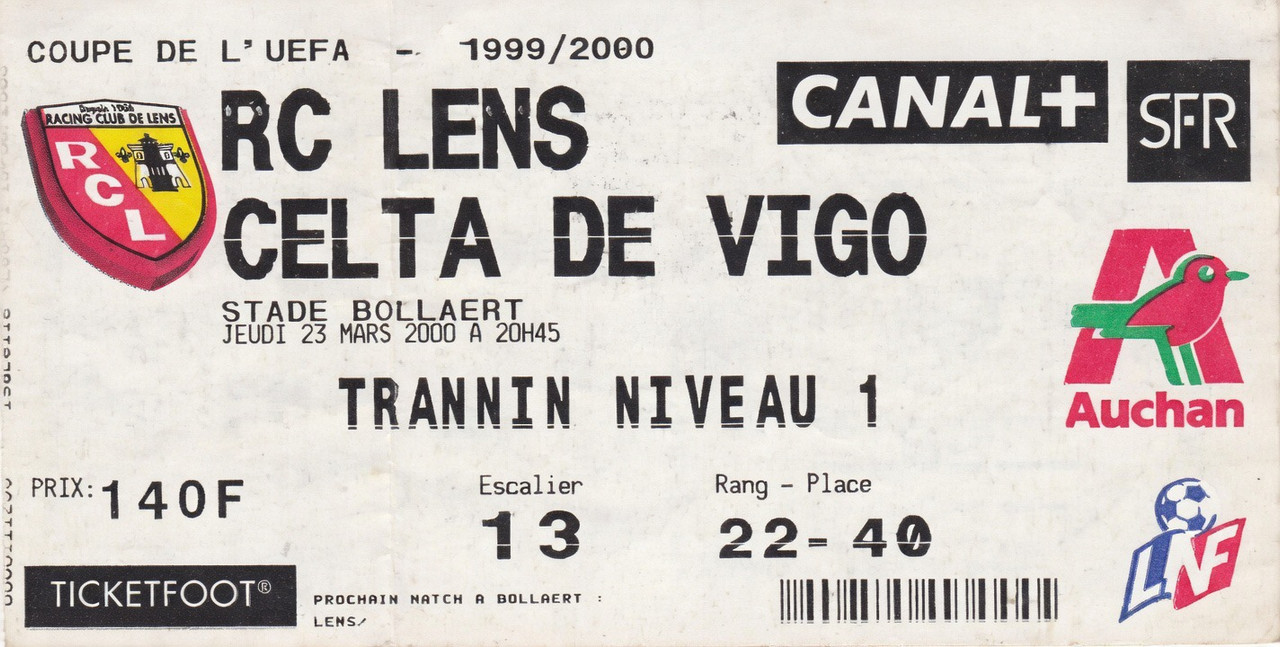 COUPE DE L'UEFA - 1999/2000
Depuis 1906
RACING CLUB DE LENS
RCL
RC LENS
CELTA DE VIGO
CANAL+
SFR
STADE BOLLAERT
JEUDI 23 MARS 2000 A 20H45
TRANNIN NIVEAU 1
Auchan
PRIX: 140F
Escalier
13
Rang - Place
22- 40
LNF
TICKETFOOT®
PROCHAIN MATCH A BOLLAERT :
LENS/